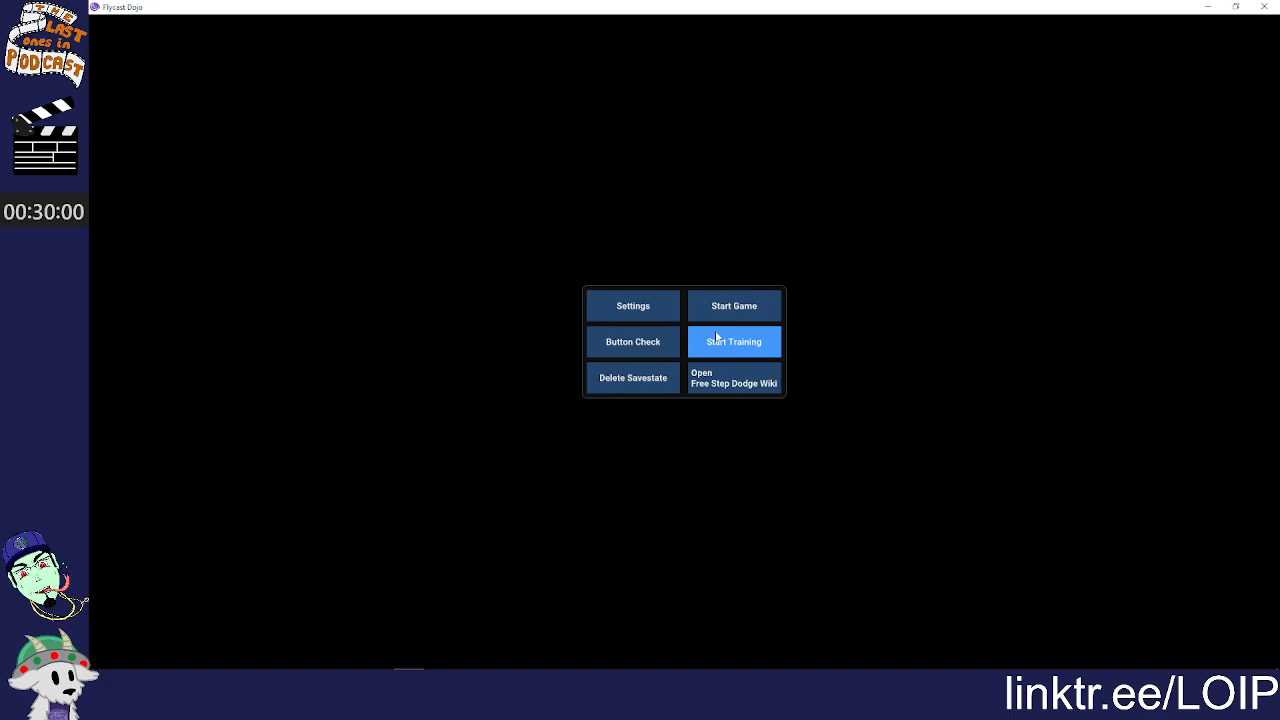 THE
LAST
ones in
PODCAST
Flycast Dojo
00:30:00
Settings
Start Game
Button Check
Start Training
Delete Savestate
Open
Free Step Dodge Wiki
linktr.ee/LOIP